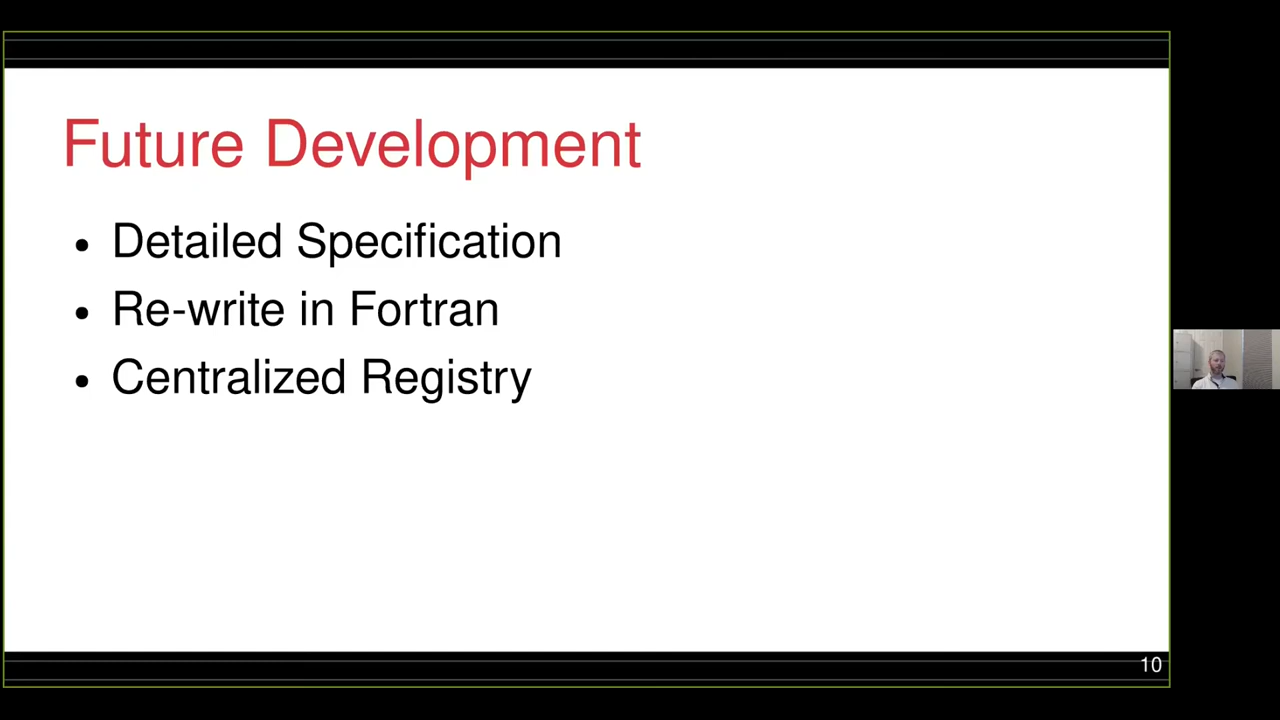 Future Development
• Detailed Specification
• Re-write in Fortran
• Centralized Registry
10